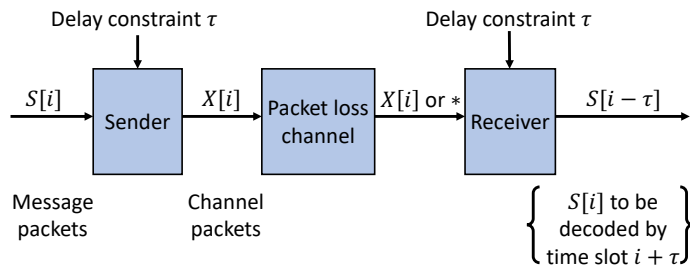 Delay constraint τ
Delay constraint τ
S[i]
Sender
X[i]
Packet loss
channel
X[i] or *
Receiver
S[i − τ]
Message
packets
Channel
packets
S[i] to be
decoded by
time slot i + τ